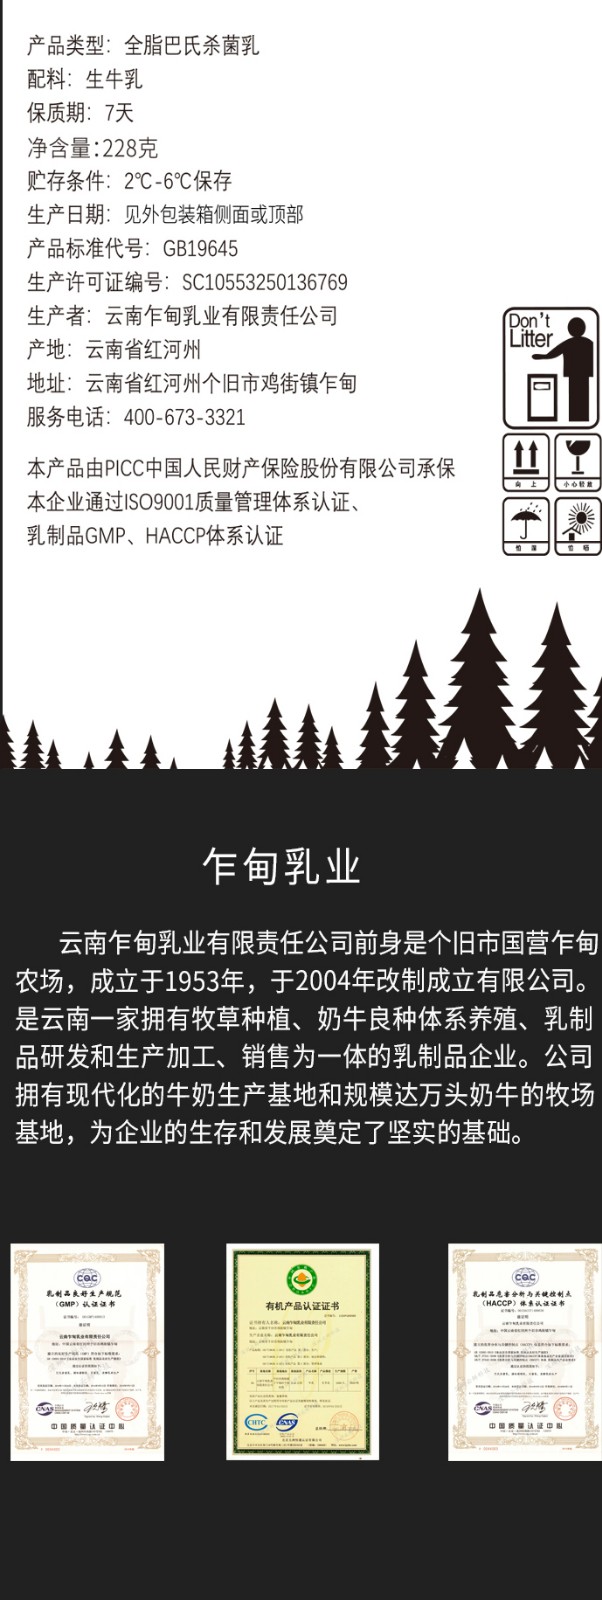 产品类型：全脂巴氏杀菌乳
配料：生牛乳
保质期：7天
净含量:228克
贮存条件：2℃-6℃保存
生产日期：见外包装箱侧面或顶部
产品标准代号：GB19645
生产许可证编号：SC10553250136769
生产者：云南乍甸乳业有限责任公司
产地：云南省红河州
地址：云南省红河州个旧市鸡街镇乍甸
服务电话：400-673-3321
Don't
Litter
向 上
小心轻放
怕 湿
怕 晒
本产品由PICC中国人民财产保险股份有限公司承保
本企业通过ISO9001质量管理体系认证、
乳制品GMP、HACCP体系认证
乍甸乳业
云南乍甸乳业有限责任公司前身是个旧市国营乍甸
农场，成立于1953年，于2004年改制成立有限公司。
是云南一家拥有牧草种植、奶牛良种体系养殖、乳制
品研发和生产加工、销售为一体的乳制品企业。公司
拥有现代化的牛奶生产基地和规模达万头奶牛的牧场
基地，为企业的生存和发展奠定了坚实的基础。
CQC
乳制品良好生产规范
（GMP）认证证书
云南乍甸乳业有限责任公司
CNAS
中国质量认证中心
有机产品认证证书
CHTC
CNAS
CQC
乳制品危害分析与关键控制点
（HACCP）体系认证证书
CNAS
中国质量认证中心